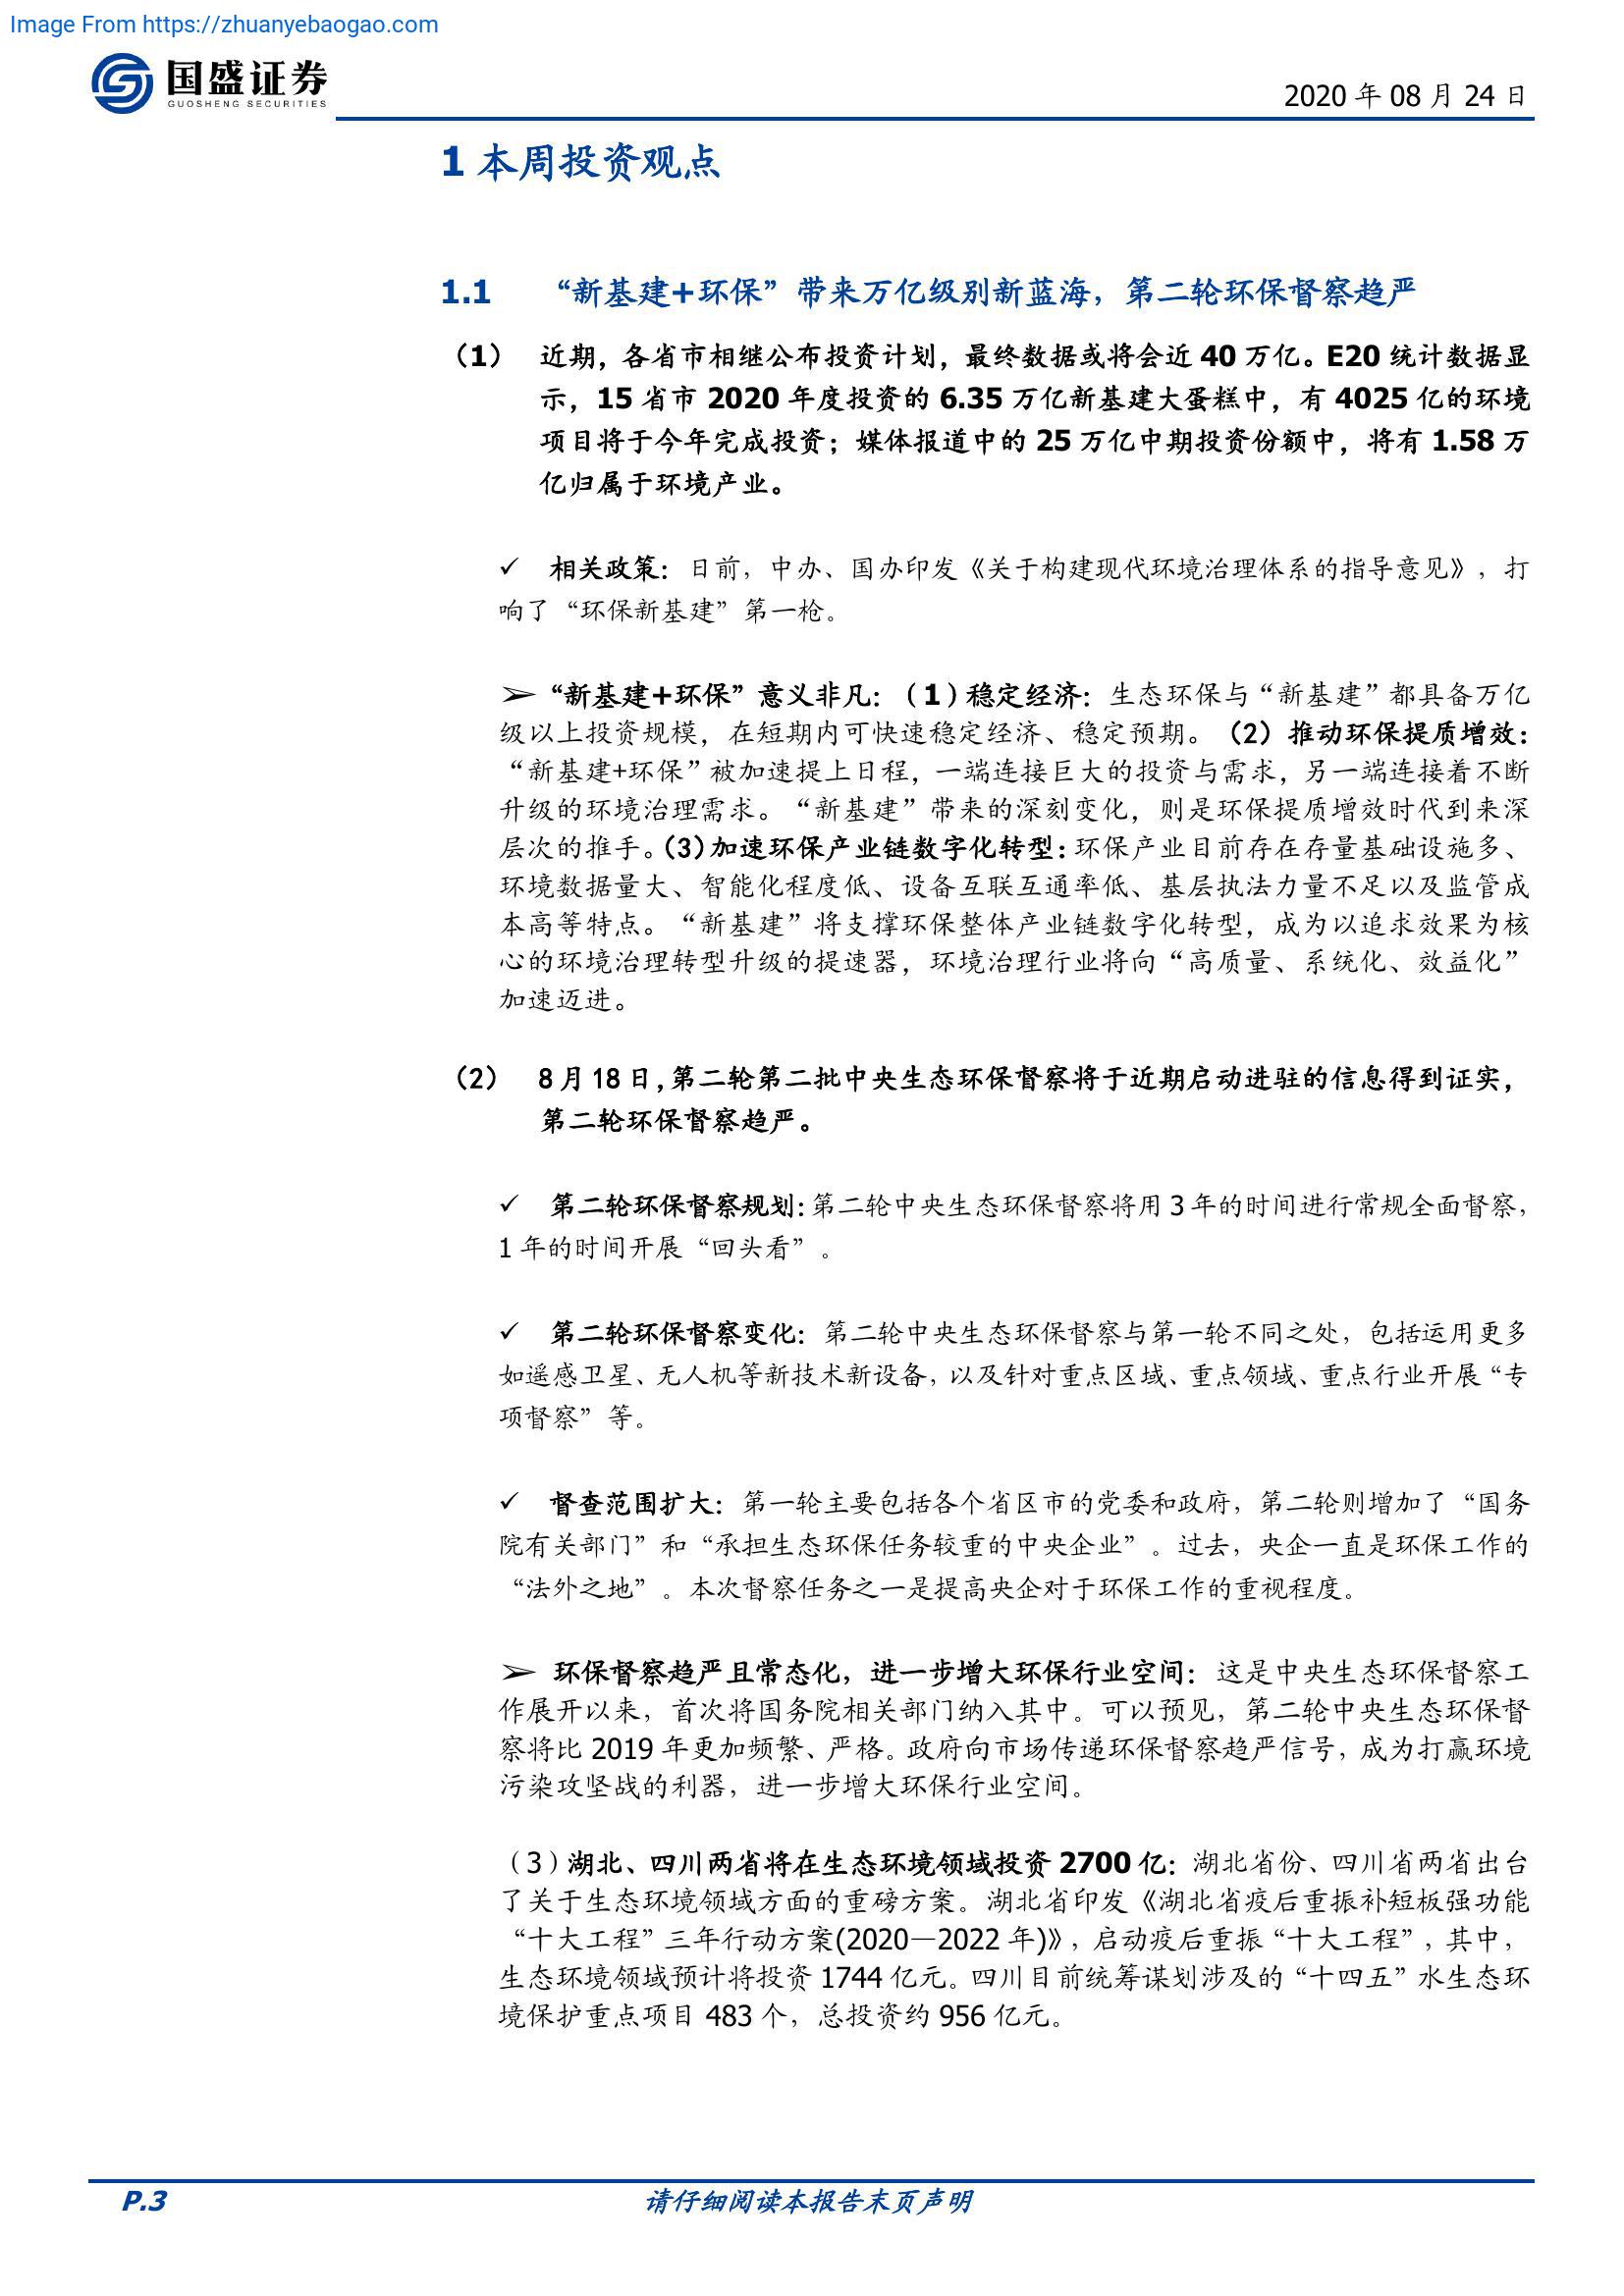 Image From https://zhuanyebaogao.com
国盛证券
GUOSHENG SECURITIES
2020 年 08 月 24 日
1 本周投资观点
1.1 “新基建+环保”带来万亿级别新蓝海，第二轮环保督察趋严
（1） 近期，各省市相继公布投资计划，最终数据或将会近 40 万亿。E20 统计数据显
示，15 省市 2020 年度投资的 6.35 万亿新基建大蛋糕中，有 4025 亿的环境
项目将于今年完成投资；媒体报道中的 25 万亿中期投资份额中，将有 1.58 万
亿归属于环境产业。
✓ 相关政策：日前，中办、国办印发《关于构建现代环境治理体系的指导意见》，打
响了“环保新基建”第一枪。
➢ “新基建+环保”意义非凡：（1）稳定经济：生态环保与“新基建”都具备万亿
级以上投资规模，在短期内可快速稳定经济、稳定预期。（2）推动环保提质增效：
“新基建+环保”被加速提上日程，一端连接巨大的投资与需求，另一端连接着不断
升级的环境治理需求。“新基建”带来的深刻变化，则是环保提质增效时代到来深
层次的推手。（3）加速环保产业链数字化转型：环保产业目前存在存量基础设施多、
环境数据量大、智能化程度低、设备互联互通率低、基层执法力量不足以及监管成
本高等特点。“新基建”将支撑环保整体产业链数字化转型，成为以追求效果为核
心的环境治理转型升级的提速器，环境治理行业将向“高质量、系统化、效益化”
加速迈进。
（2） 8 月 18 日，第二轮第二批中央生态环保督察将于近期启动进驻的信息得到证实，
第二轮环保督察趋严。
✓ 第二轮环保督察规划：第二轮中央生态环保督察将用 3 年的时间进行常规全面督察，
1 年的时间开展“回头看”。
✓ 第二轮环保督察变化：第二轮中央生态环保督察与第一轮不同之处，包括运用更多
如遥感卫星、无人机等新技术新设备，以及针对重点区域、重点领域、重点行业开展“专
项督察”等。
✓ 督查范围扩大：第一轮主要包括各个省区市的党委和政府，第二轮则增加了“国务
院有关部门”和“承担生态环保任务较重的中央企业”。过去，央企一直是环保工作的
“法外之地”。本次督察任务之一是提高央企对于环保工作的重视程度。
➢ 环保督察趋严且常态化，进一步增大环保行业空间：这是中央生态环保督察工
作展开以来，首次将国务院相关部门纳入其中。可以预见，第二轮中央生态环保督
察将比 2019 年更加频繁、严格。政府向市场传递环保督察趋严信号，成为打赢环境
污染攻坚战的利器，进一步增大环保行业空间。
（3）湖北、四川两省将在生态环境领域投资 2700 亿：湖北省份、四川省两省出台
了关于生态环境领域方面的重磅方案。湖北省印发《湖北省疫后重振补短板强功能
“十大工程”三年行动方案(2020—2022 年)》，启动疫后重振“十大工程”，其中，
生态环境领域预计将投资 1744 亿元。四川目前统筹谋划涉及的“十四五”水生态环
境保护重点项目 483 个，总投资约 956 亿元。
P.3
请仔细阅读本报告末页声明